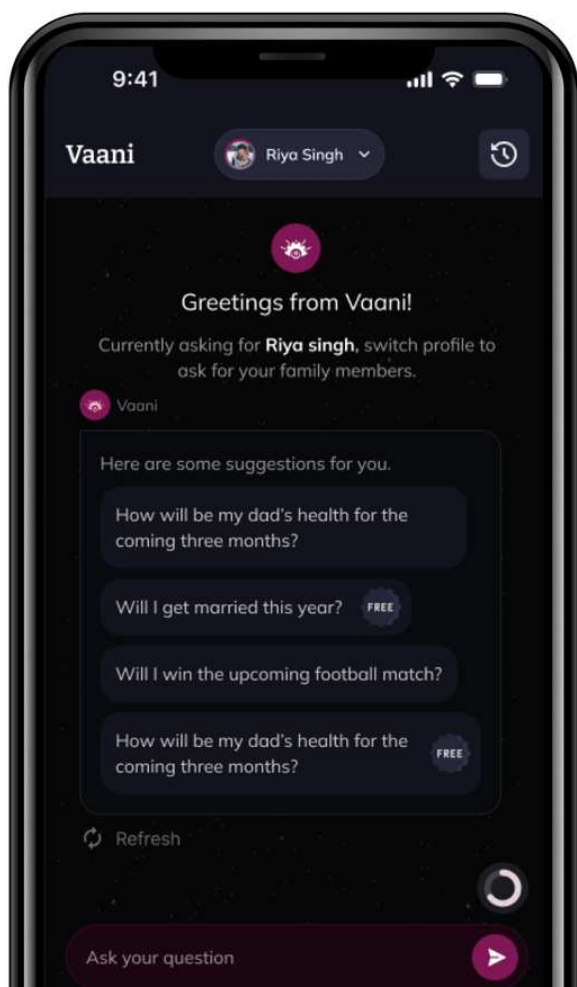 9:41
Vaani
Riya Singh
Greetings from Vaani!
Currently asking for Riya singh, switch profile to
ask for your family members.
Vaani
Here are some suggestions for you.
How will be my dad's health for the
coming three months?
Will I get married this year?
FREE
Will I win the upcoming football match?
How will be my dad's health for the
coming three months?
FREE
Refresh
Ask your question